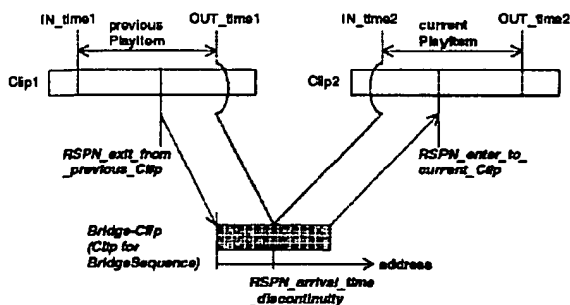 IN_time1
previous
PlayItem
OUT_time1
IN_time2
current
PlayItem
OUT_time2
Clip1
Clip2
RSPN_exit_from
_previous_Clip
RSPN_enter_to_
current_Clip
Bridge-Clip
(Clip for
BridgeSequence)
address
RSPN_arrival_time
_discontinuity